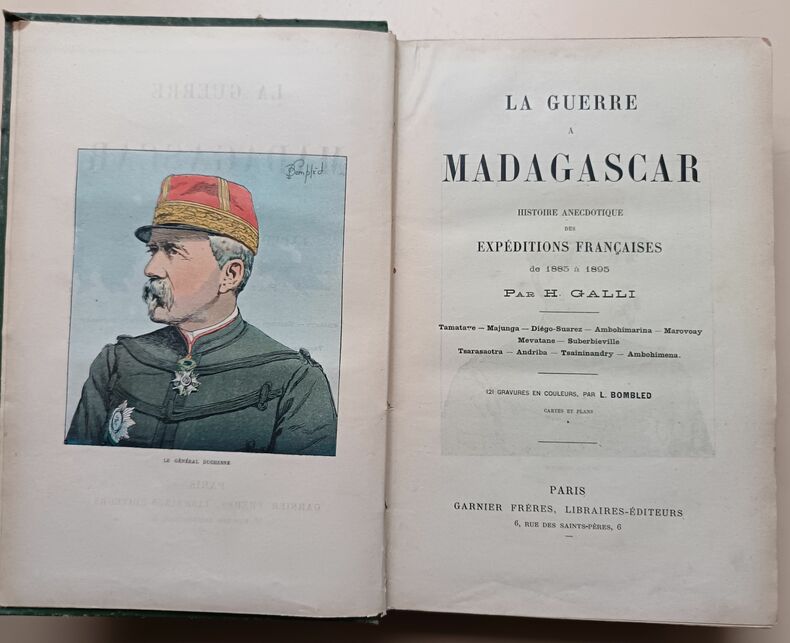 Bombled
LE GÉNÉRAL DUCHESNE
LA GUERRE
A
MADAGASCAR
HISTOIRE ANECDOTIQUE
DES
EXPÉDITIONS FRANÇAISES
de 1885 à 1895
PAR H. GALLI
Tamatave — Majunga — Diégo-Suarez — Ambohimarina — Marovoay
Mevatane — Suberbieville
Tsarasaotra — Andriba — Tsaininandry — Ambohimena.
121 GRAVURES EN COULEURS, PAR L. BOMBLED
CARTES ET PLANS
PARIS
GARNIER FRÈRES, LIBRAIRES-ÉDITEURS
6, RUE DES SAINTS-PÈRES, 6